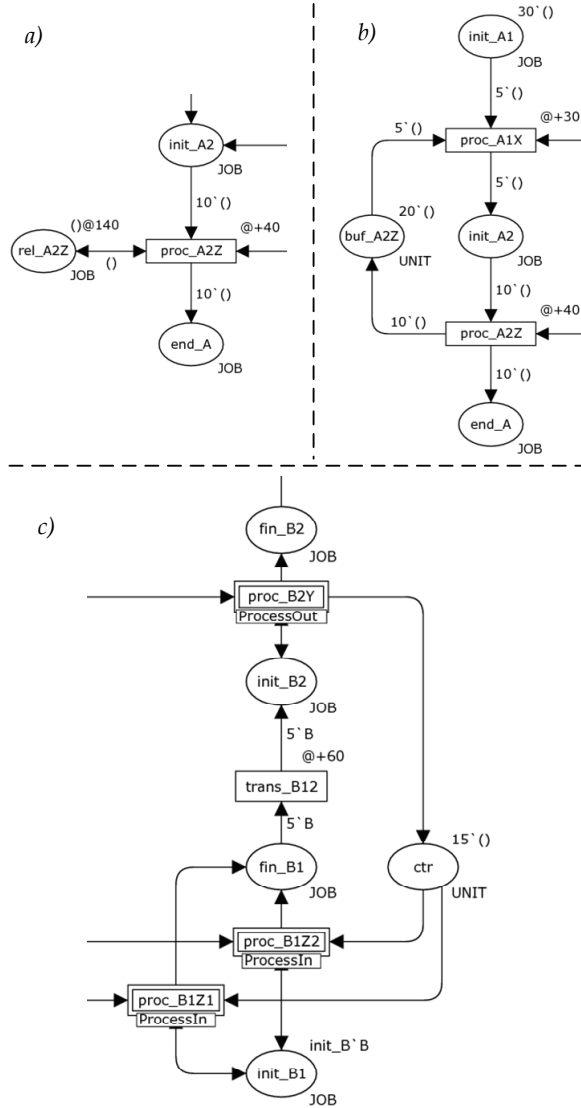 a)
init_A2
JOB
10`()
()@140
@+40
rel_A2Z
proc_A2Z
JOB
()
10`()
end_A
JOB
b)
30`()
init_A1
JOB
5`()
@+30
5`()
proc_A1X
5`()
20`()
buf_A2Z
init_A2
UNIT
JOB
10`()
@+40
10`()
proc_A2Z
10`()
end_A
JOB
c)
fin_B2
JOB
proc_B2Y
ProcessOut
init_B2
JOB
5`B
@+60
trans_B12
5`B
15`()
fin_B1
ctr
JOB
UNIT
proc_B1Z2
ProcessIn
proc_B1Z1
ProcessIn
init_B`B
init_B1
JOB